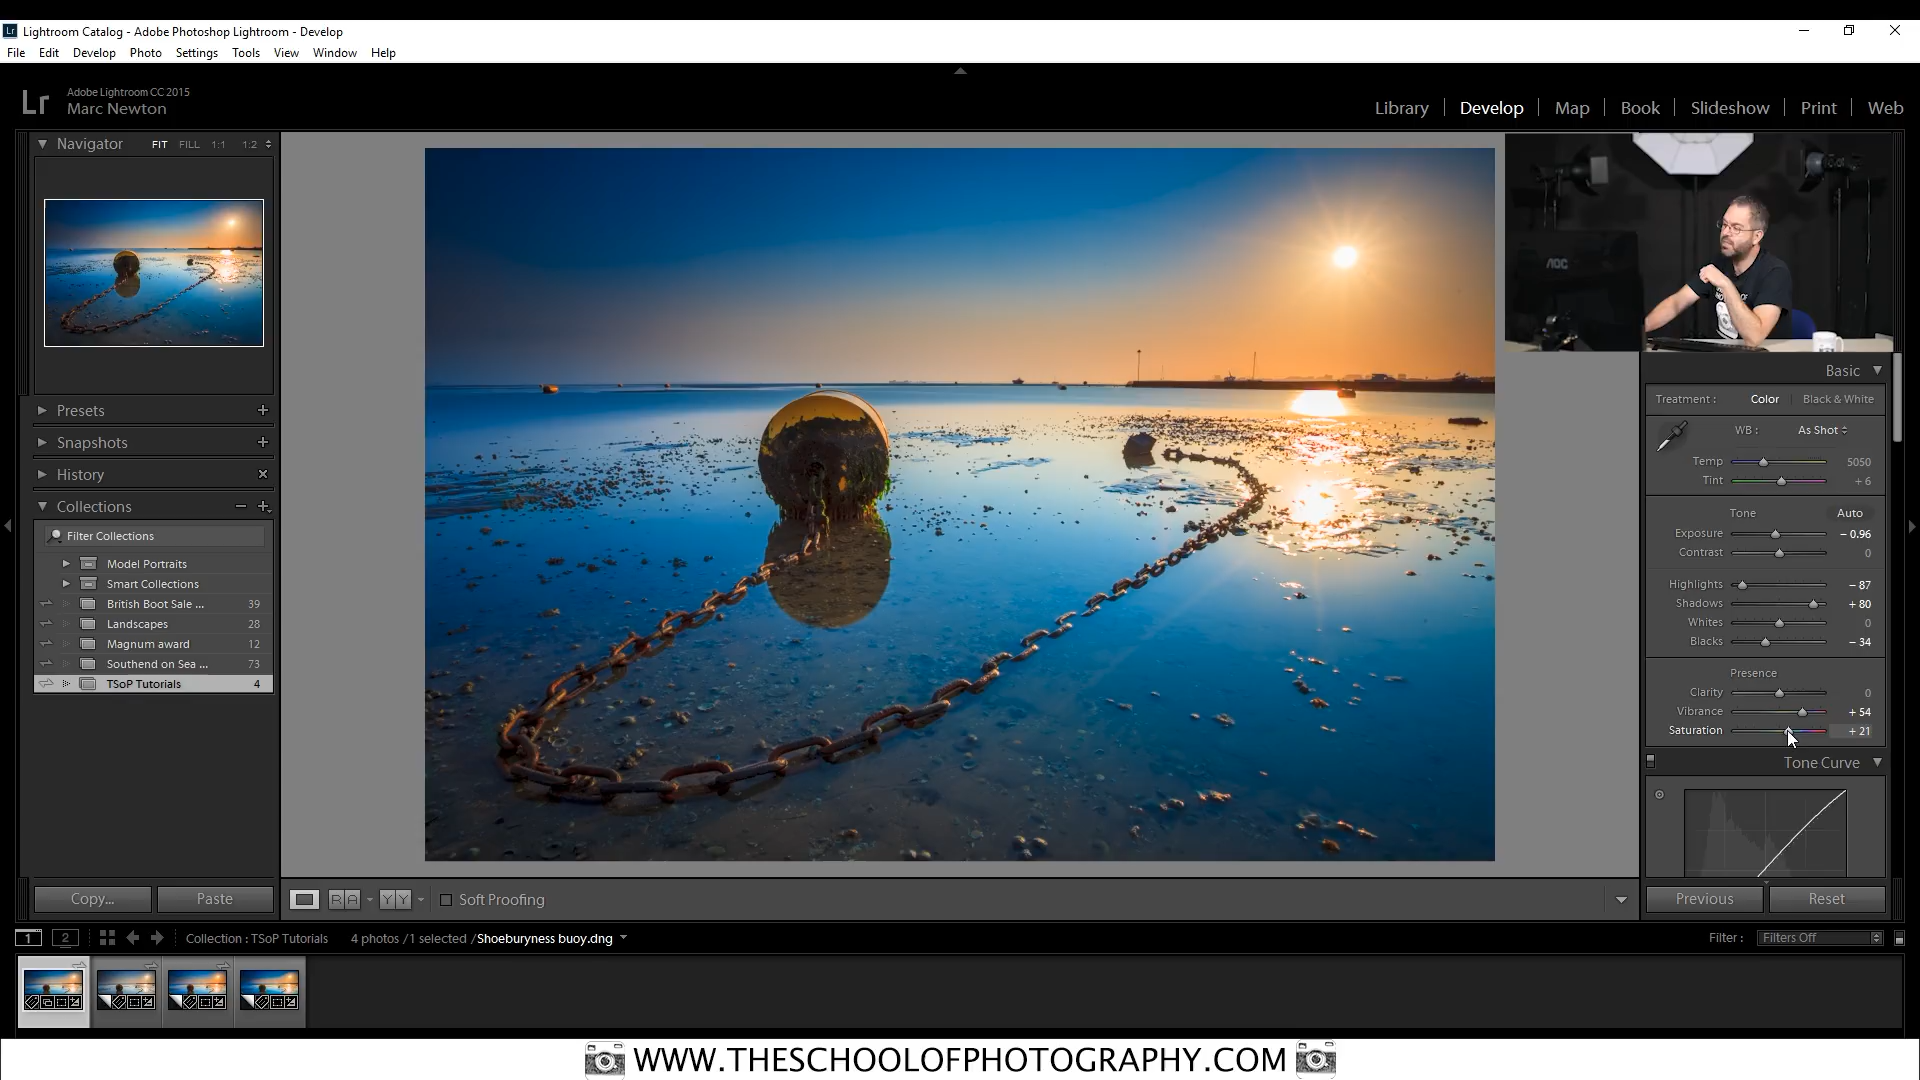 Lightroom Catalog - Adobe Photoshop Lightroom - Develop
File Edit Develop Photo Settings Tools View Window Help
Lr
Adobe Lightroom CC 2015
Marc Newton
Library Develop Map Book Slideshow Print Web
Navigator FIT FILL 1:1 1:2
AOC
Presets
Snapshots
History
Collections
Filter Collections
Model Portraits
Smart Collections
British Boot Sale ... 39
Landscapes 28
Magnum award 12
Southend on Sea ... 73
TSoP Tutorials 4
Basic
Treatment : Color Black & White
WB : As Shot
Temp 5050
Tint + 6
Tone Auto
Exposure – 0.96
Contrast 0
Highlights – 87
Shadows + 80
Whites 0
Blacks – 34
Presence
Clarity 0
Vibrance + 54
Saturation + 21
Tone Curve
Copy... Paste
R A Y Y Soft Proofing
Previous Reset
1 2 Collection : TSoP Tutorials 4 photos /1 selected /Shoeburyness buoy.dng
Filter : Filters Off
WWW.THESCHOOLOFPHOTOGRAPHY.COM